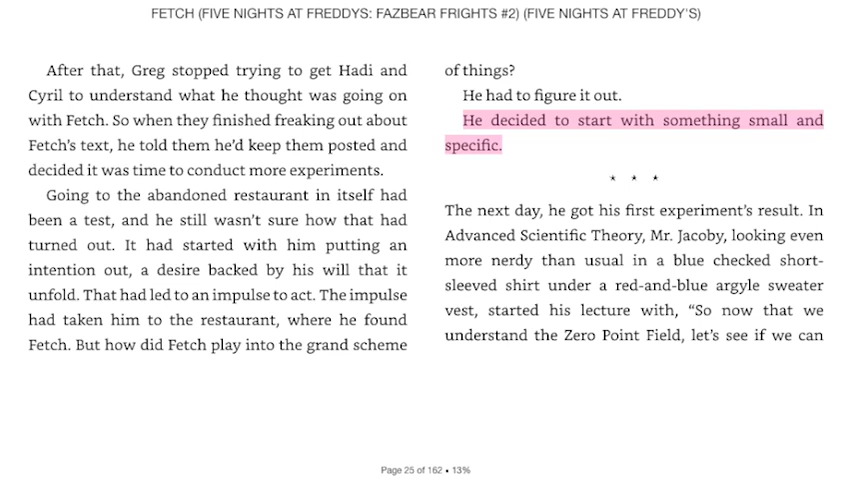 FETCH (FIVE NIGHTS AT FREDDYS: FAZBEAR FRIGHTS #2) (FIVE NIGHTS AT FREDDY'S)
After that, Greg stopped trying to get Hadi and
Cyril to understand what he thought was going on
with Fetch. So when they finished freaking out about
Fetch's text, he told them he'd keep them posted and
decided it was time to conduct more experiments.
Going to the abandoned restaurant in itself had
been a test, and he still wasn't sure how that had
turned out. It had started with him putting an
intention out, a desire backed by his will that it
unfold. That had led to an impulse to act. The impulse
had taken him to the restaurant, where he found
Fetch. But how did Fetch play into the grand scheme
of things?
He had to figure it out.
He decided to start with something small and
specific.
* * *
The next day, he got his first experiment's result. In
Advanced Scientific Theory, Mr. Jacoby, looking even
more nerdy than usual in a blue checked short-
sleeved shirt under a red-and-blue argyle sweater
vest, started his lecture with, “So now that we
understand the Zero Point Field, let's see if we can
Page 25 of 162 • 13%